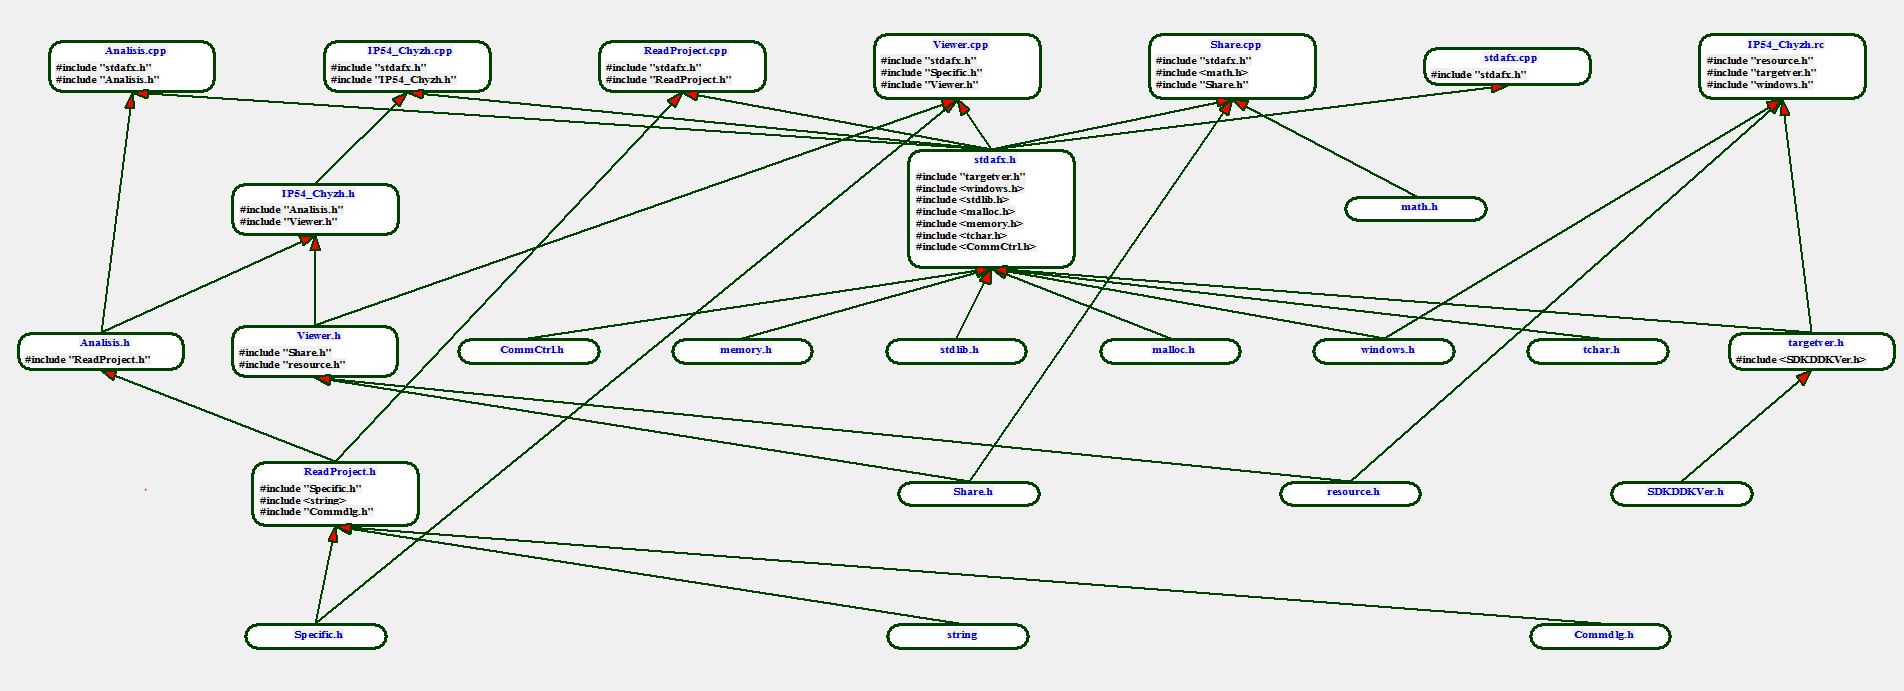 Analisis.cpp
#include "stdafx.h"
#include "Analisis.h"
IP54_Chyzh.cpp
#include "stdafx.h"
#include "IP54_Chyzh.h"
ReadProject.cpp
#include "stdafx.h"
#include "ReadProject.h"
Viewer.cpp
#include "stdafx.h"
#include "Specific.h"
#include "Viewer.h"
Share.cpp
#include "stdafx.h"
#include <math.h>
#include "Share.h"
stdafx.cpp
#include "stdafx.h"
IP54_Chyzh.rc
#include "resource.h"
#include "targetver.h"
#include "windows.h"
stdafx.h
#include "targetver.h"
#include <windows.h>
#include <stdlib.h>
#include <malloc.h>
#include <memory.h>
#include <tchar.h>
#include <CommCtrl.h>
IP54_Chyzh.h
#include "Analisis.h"
#include "Viewer.h"
math.h
Analisis.h
#include "ReadProject.h"
Viewer.h
#include "Share.h"
#include "resource.h"
CommCtrl.h
memory.h
stdlib.h
malloc.h
windows.h
tchar.h
targetver.h
#include <SDKDDKVer.h>
ReadProject.h
#include "Specific.h"
#include <string>
#include "Commdlg.h"
Share.h
resource.h
SDKDDKVer.h
Specific.h
string
Commdlg.h